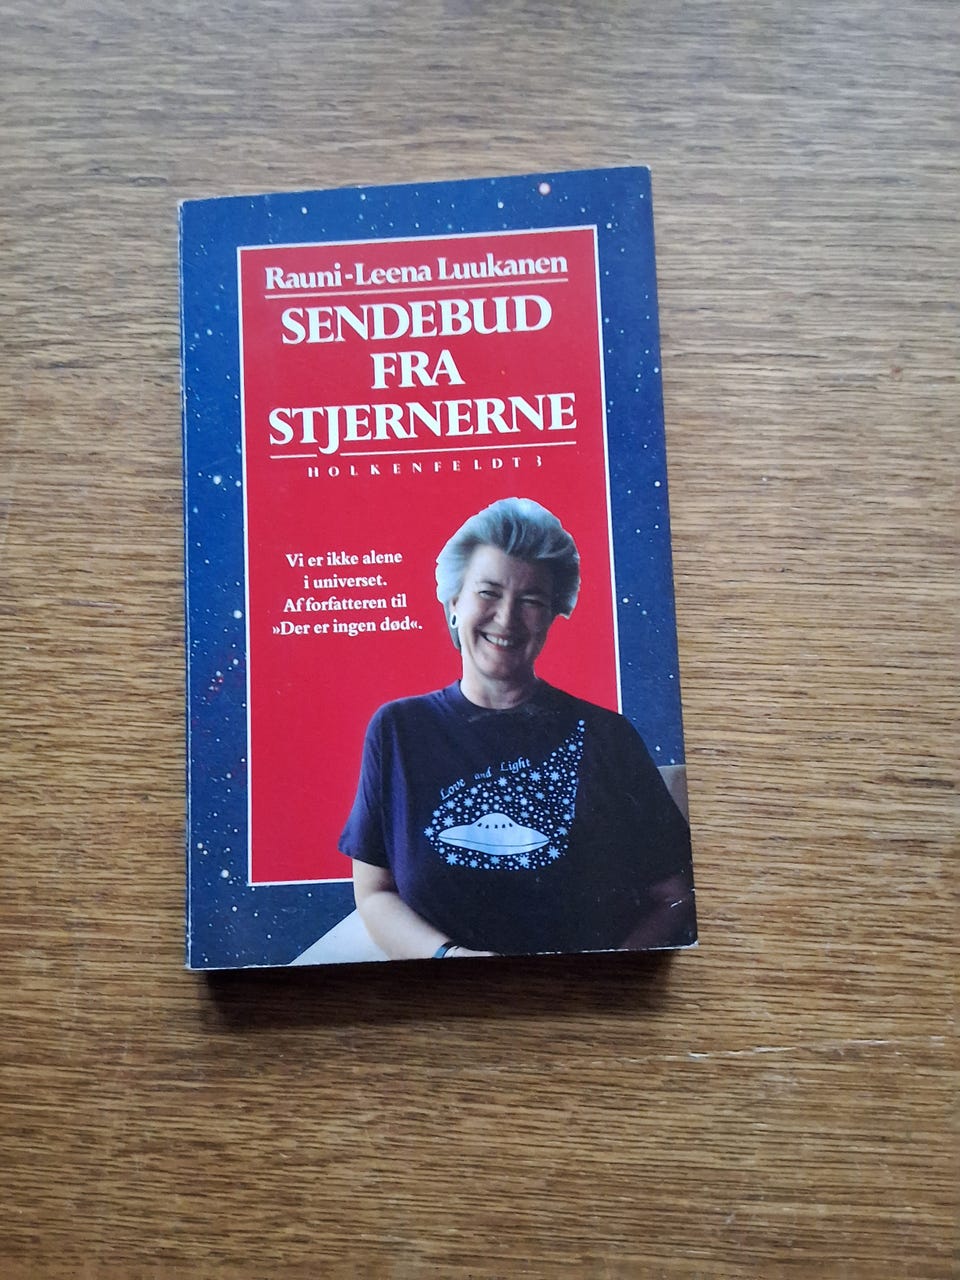 Rauni-Leena Luukanen
SENDEBUD
FRA
STJERNERNE
HOLKENFELDT 3
Vi er ikke alene
i universet.
Af forfatteren til
»Der er ingen død«.
Love and Light